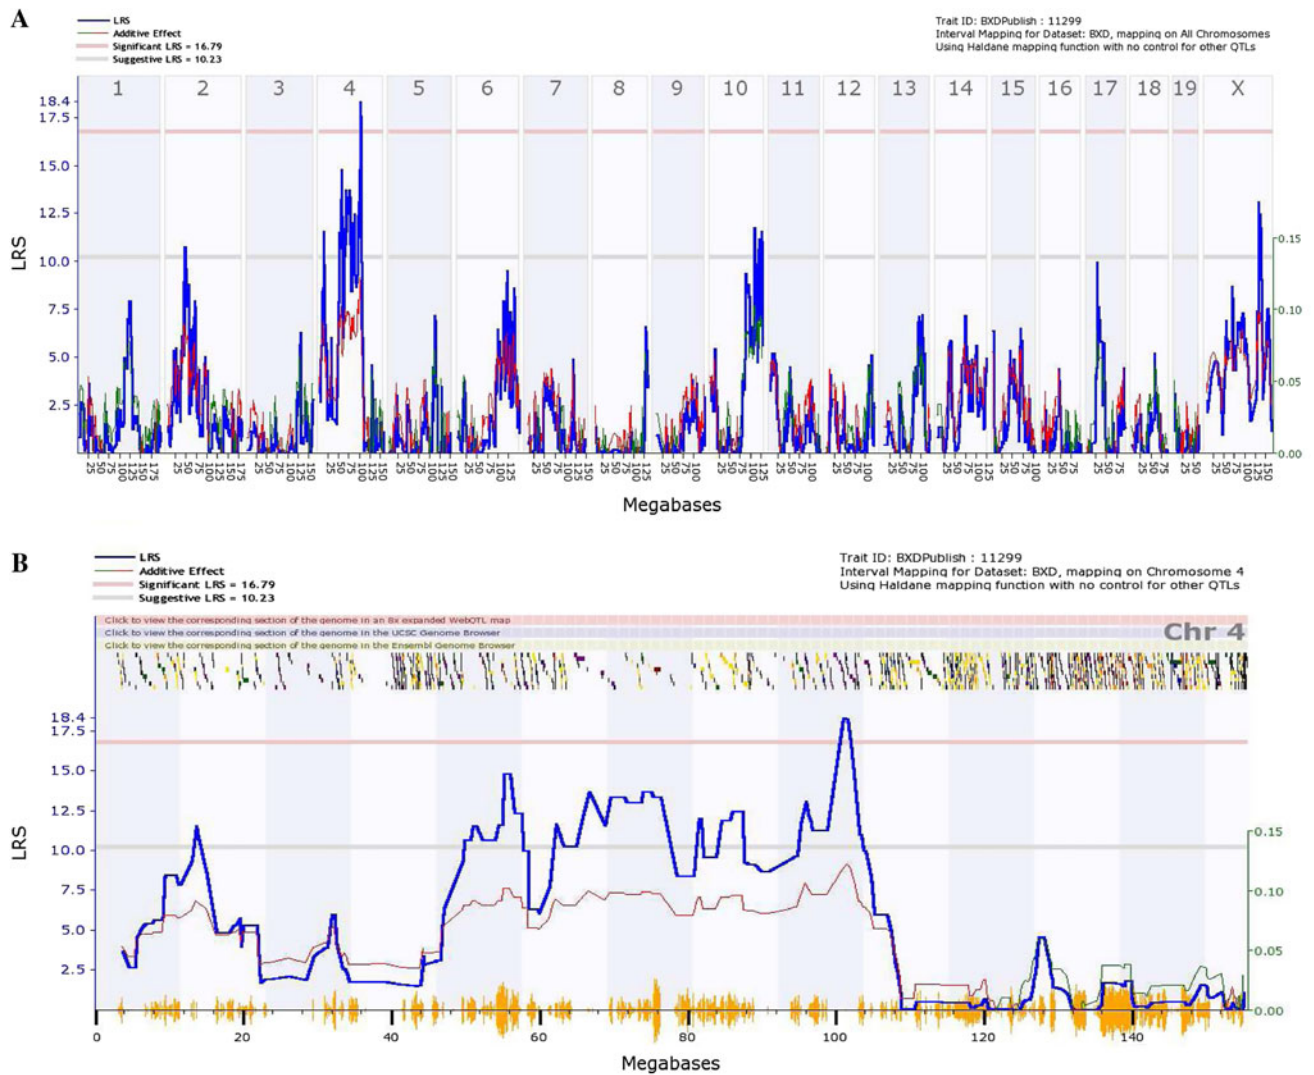 A
LRS
Additive Effect
Significant LRS = 16.79
Suggestive LRS = 10.23
Trait ID: BXDPublish : 11299
Interval Mapping for Dataset: BXD, mapping on All Chromosomes
Using Haldane mapping function with no control for other QTLs
1 2 3 4 5 6 7 8 9 10 11 12 13 14 15 16 17 18 19 X
18.4
17.5
15.0
12.5
10.0
7.5
5.0
2.5
LRS
0.15
0.10
0.05
0.00
Megabases
B
LRS
Additive Effect
Significant LRS = 16.79
Suggestive LRS = 10.23
Trait ID: BXDPublish : 11299
Interval Mapping for Dataset: BXD, mapping on Chromosome 4
Using Haldane mapping function with no control for other QTLs
Click to view the corresponding section of the genome in an 8x expanded WebQTL map
Click to view the corresponding section of the genome in the UCSC Genome Browser
Click to view the corresponding section of the genome in the Ensembl Genome Browser
Chr 4
18.4
17.5
15.0
12.5
10.0
7.5
5.0
2.5
LRS
0.15
0.10
0.05
0.00
0 20 40 60 80 100 120 140
Megabases